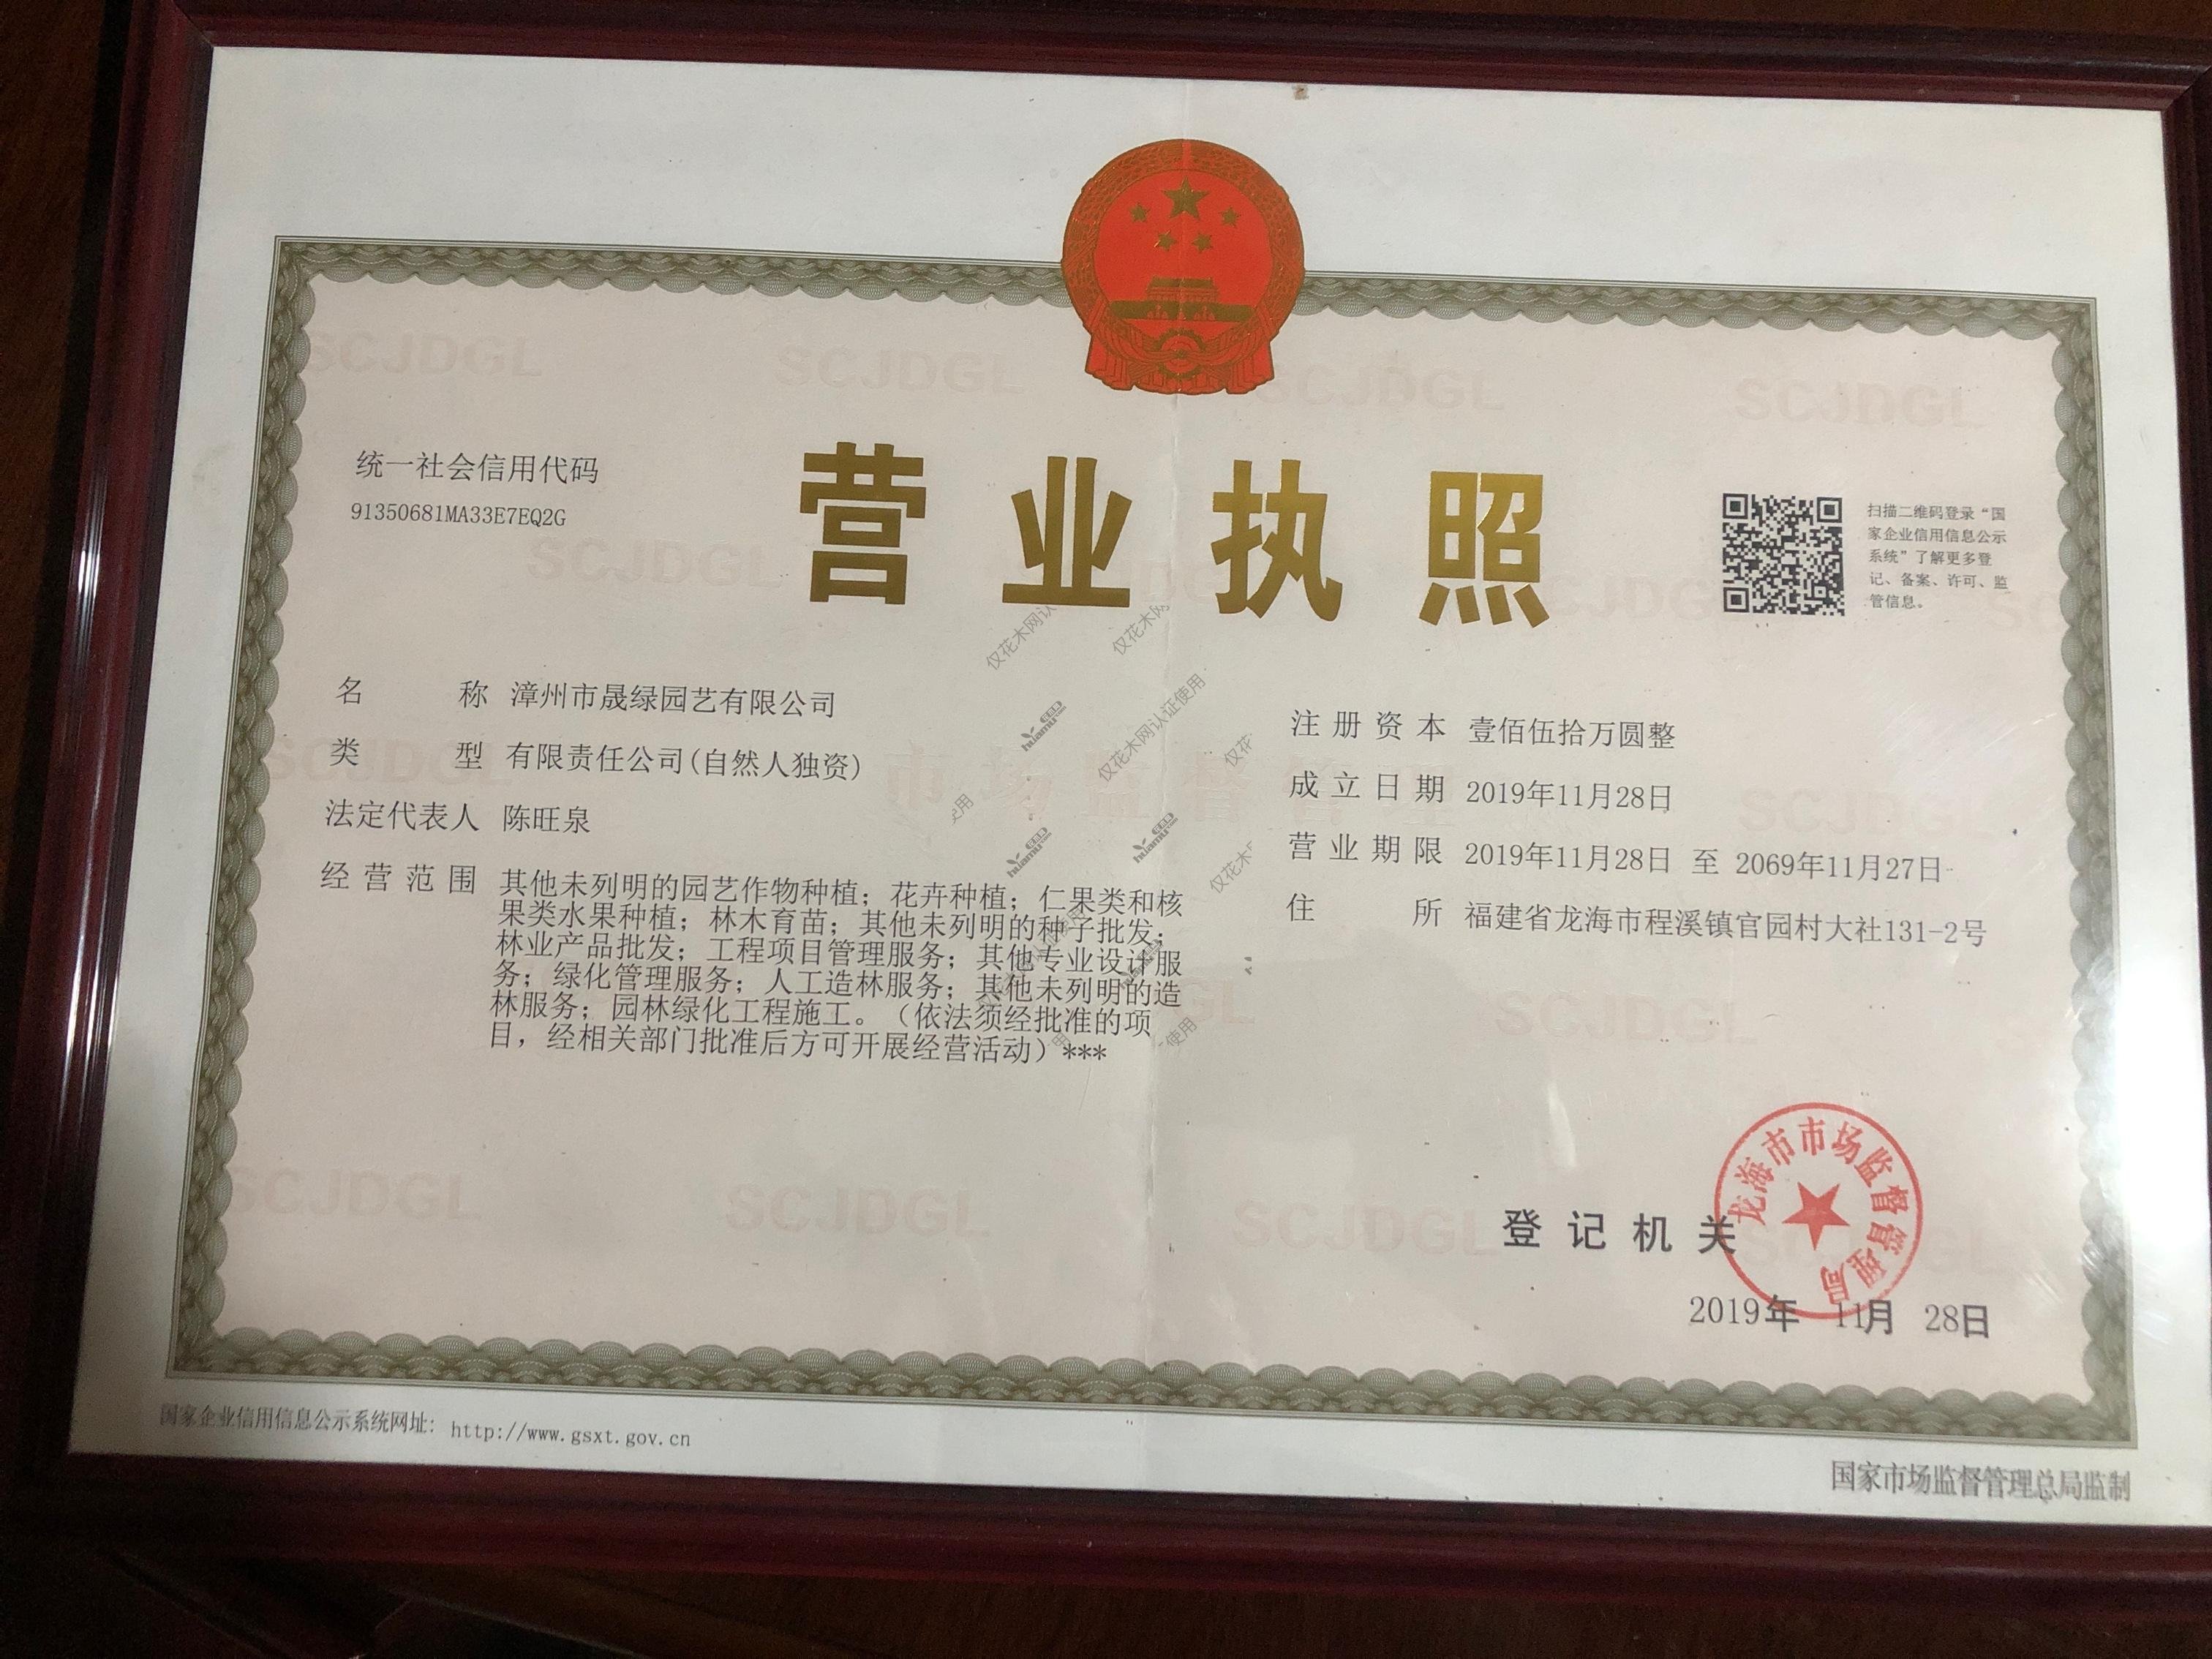 营业执照
统一社会信用代码
91350681MA33E7EQ2G
扫描二维码登录“国
家企业信用信息公示
系统”了解更多登
记、备案、许可、监
管信息。
名称 漳州市晟绿园艺有限公司
类型 有限责任公司(自然人独资)
法定代表人 陈旺泉
经营范围 其他未列明的园艺作物种植；花卉种植；仁果类和核
果类水果种植；林木育苗；其他未列明的种子批发；
林业产品批发；工程项目管理服务；其他专业设计服
务；绿化管理服务；人工造林服务；其他未列明的造
林服务；园林绿化工程施工。（依法须经批准的项
目，经相关部门批准后方可开展经营活动）***
注册资本 壹佰伍拾万圆整
成立日期 2019年11月28日
营业期限 2019年11月28日 至 2069年11月27日
住所 福建省龙海市程溪镇官园村大社131-2号
仅花木网认证使用
huamu
SCJDGL
市场监督管理
登记机关
龙海市市场监督管理局
2019年 11月 28日
国家企业信用信息公示系统网址: http://www.gsxt.gov.cn
国家市场监督管理总局监制